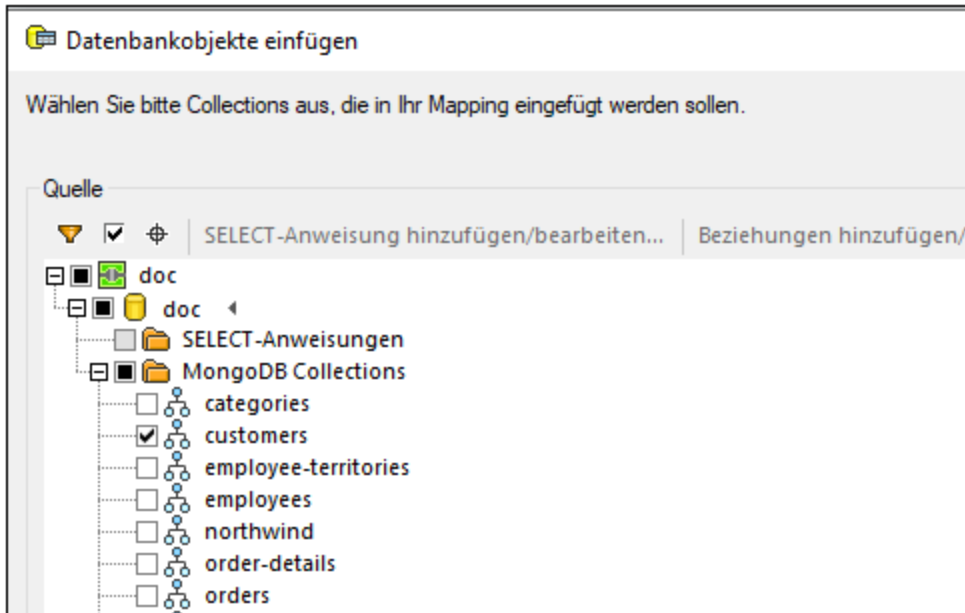 Datenbankobjekte einfügen
Wählen Sie bitte Collections aus, die in Ihr Mapping eingefügt werden sollen.
Quelle
SELECT-Anweisung hinzufügen/bearbeiten... Beziehungen hinzufügen/
doc
doc
SELECT-Anweisungen
MongoDB Collections
categories
customers
employee-territories
employees
northwind
order-details
orders